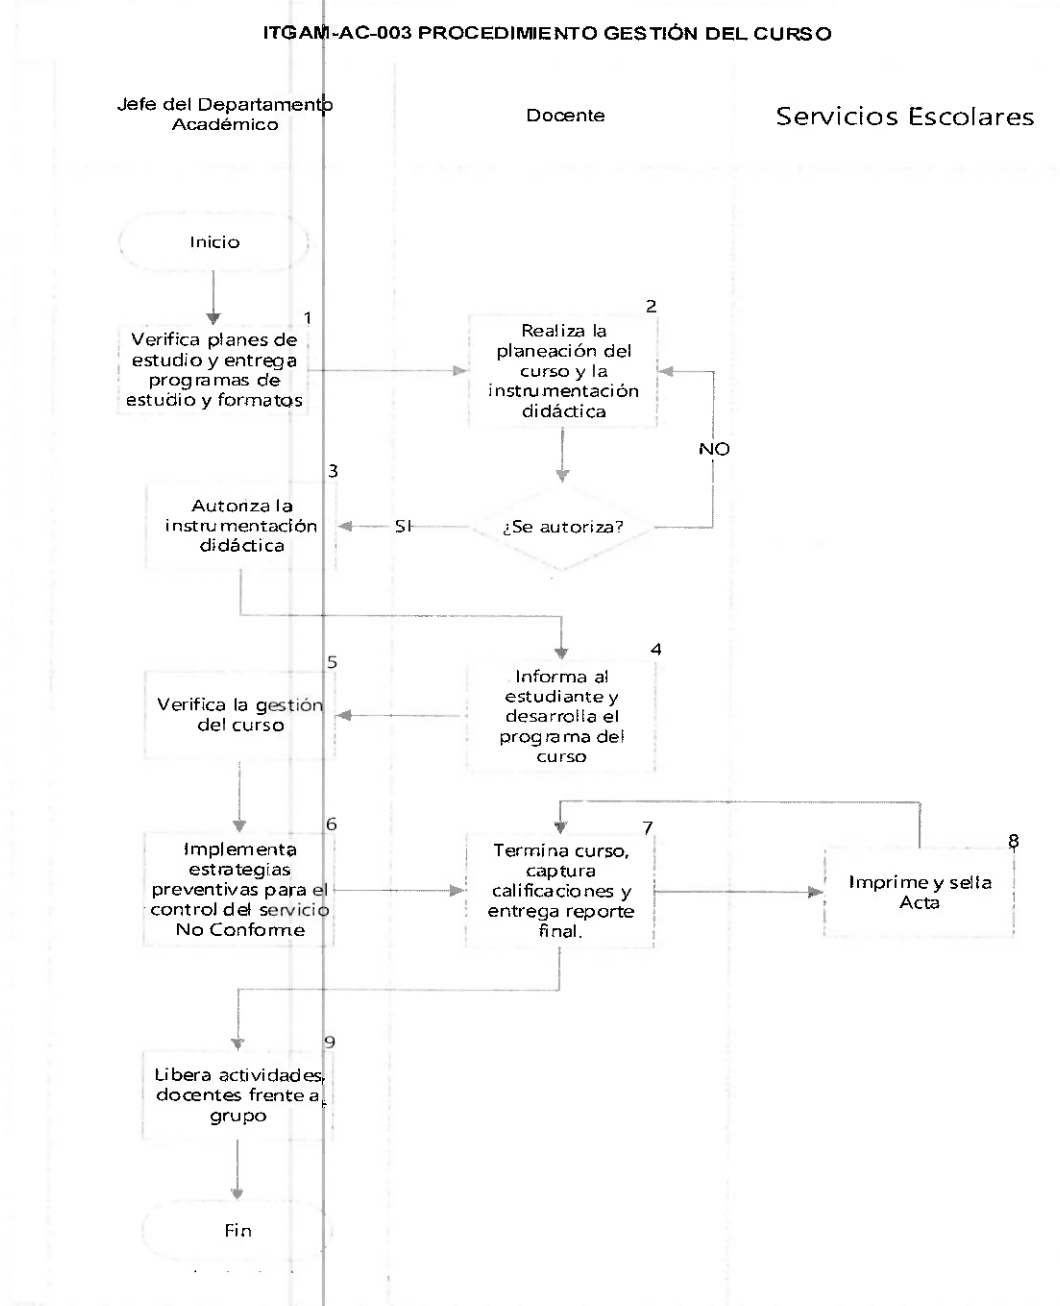 ITGAM-AC-003 PROCEDIMIENTO GESTIÓN DEL CURSO
Jefe del Departamento
Académico
Docente
Servicios Escolares
Inicio
1
Verifica planes de
estudio y entrega
programas de
estudio y formatos
2
Realiza la
planeación del
curso y la
instrumentación
didáctica
NO
3
Autoriza la
instrumentación
didáctica
SI
¿Se autoriza?
4
Informa al
estudiante y
desarrolla el
programa del
curso
5
Verifica la gestión
del curso
6
Implementa
estrategias
preventivas para el
control del servicio
No Conforme
7
Termina curso,
captura
calificaciones y
entrega reporte
final.
8
Imprime y sella
Acta
9
Libera actividades
docentes frente a
grupo
Fin